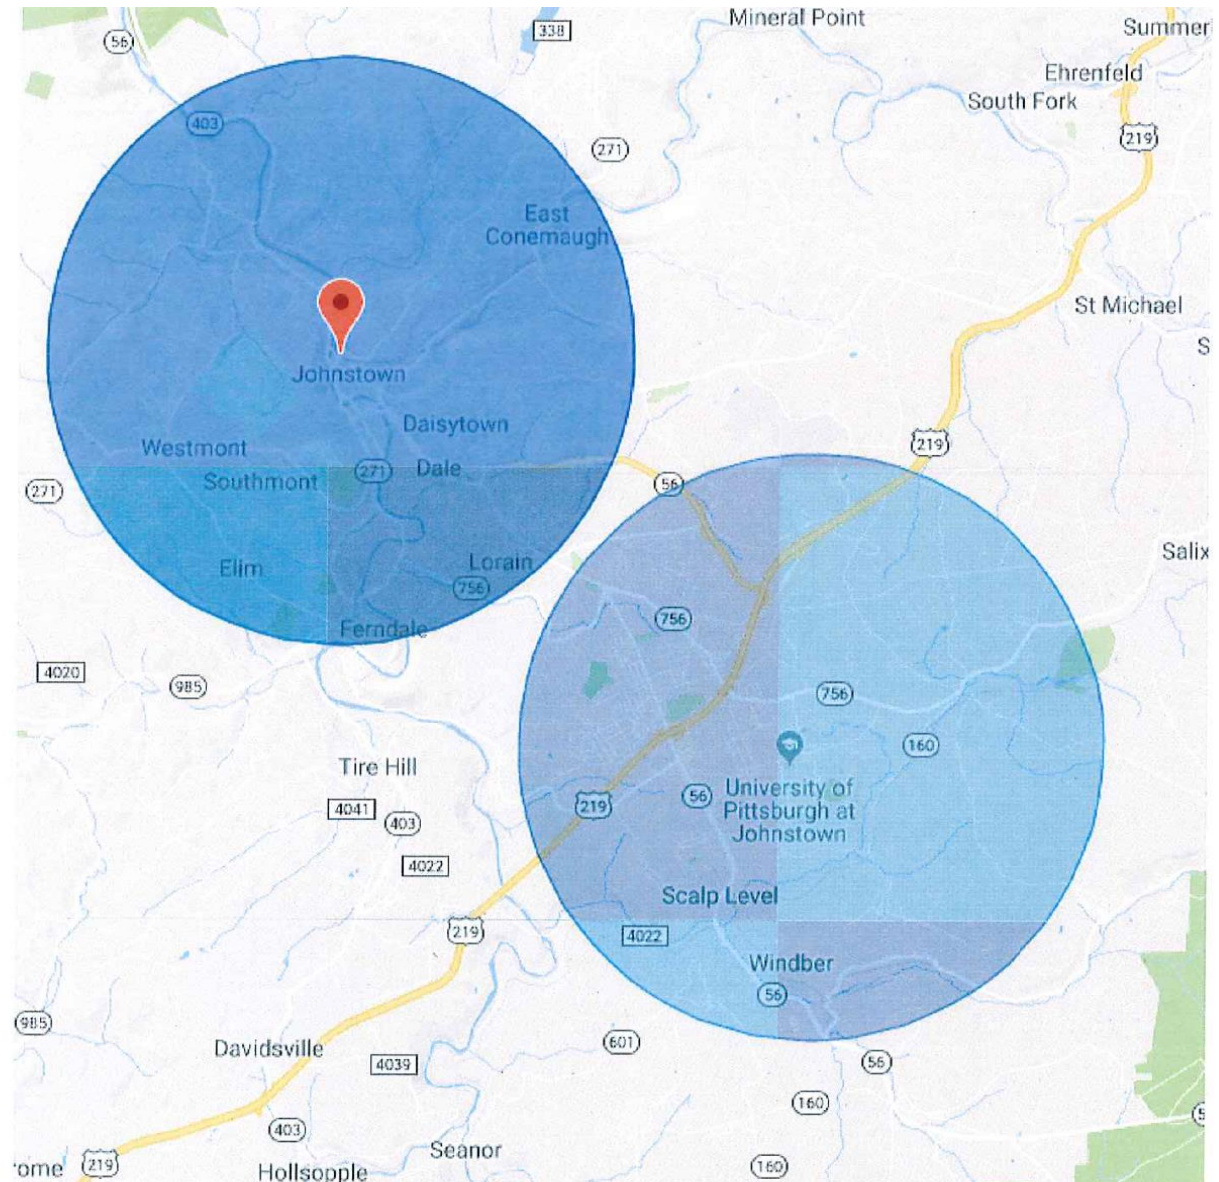 Mineral Point
338
Summer
56
Ehrenfeld
South Fork
403
219
271
East
Conemaugh
St Michael
S
Johnstown
Daisytown
219
Westmont
Dale
271
Southmont
56
271
Salix
Elim
Lorain
756
756
Ferndale
4020
985
756
160
Tire Hill
University of
Pittsburgh at
Johnstown
56
219
4041
403
4022
Scalp Level
219
4022
Windber
56
985
601
Davidsville
4039
56
160
5
403
Seanor
ome
219
Hollsopple
160